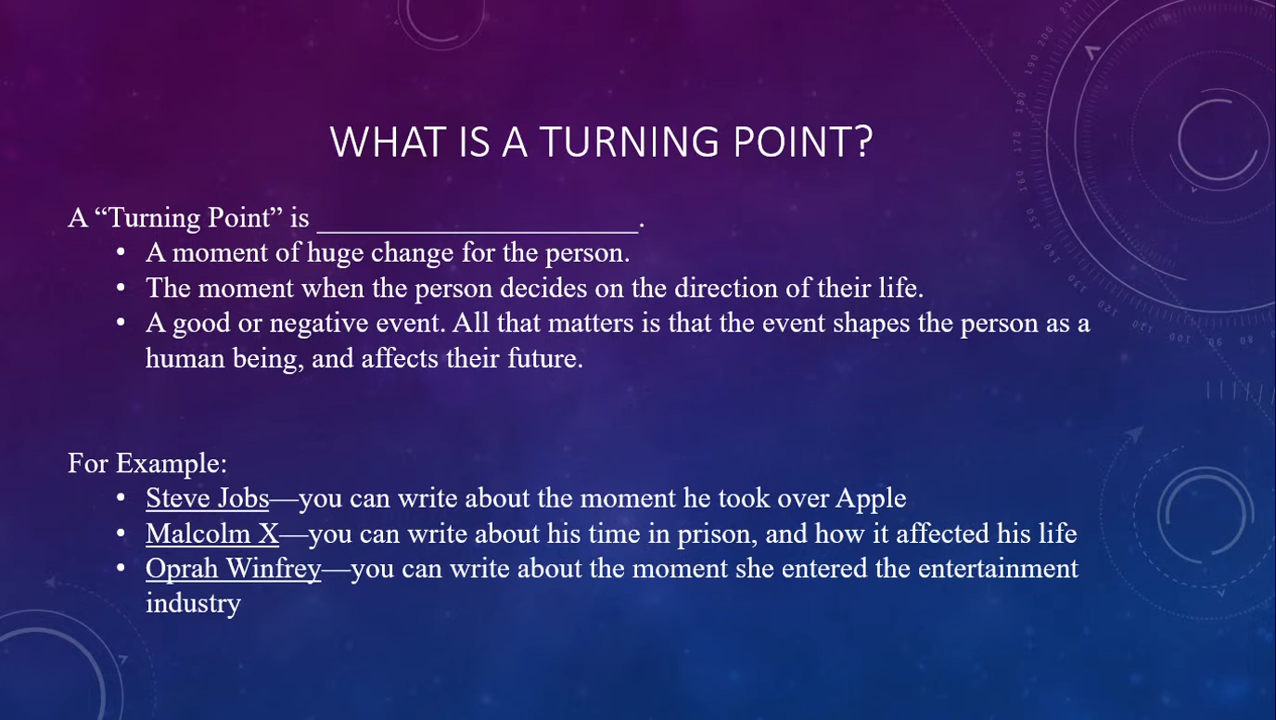 WHAT IS A TURNING POINT?
A “Turning Point” is _______________________.
• A moment of huge change for the person.
• The moment when the person decides on the direction of their life.
• A good or negative event. All that matters is that the event shapes the person as a
human being, and affects their future.
For Example:
• Steve Jobs—you can write about the moment he took over Apple
• Malcolm X—you can write about his time in prison, and how it affected his life
• Oprah Winfrey—you can write about the moment she entered the entertainment
industry